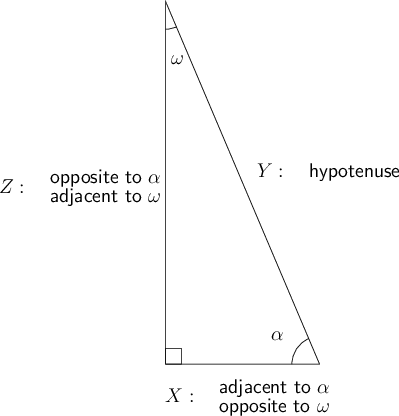 ω
Y : hypotenuse
Z : opposite to α
adjacent to ω
α
X : adjacent to α
opposite to ω